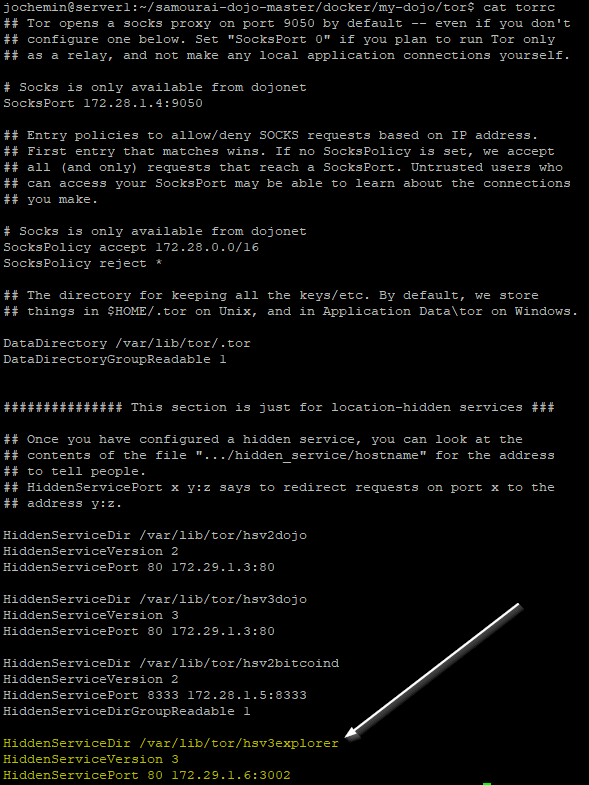 jochemin@server1:~/samourai-dojo-master/docker/my-dojo/tor$ cat torrc
## Tor opens a socks proxy on port 9050 by default -- even if you don't
## configure one below. Set "SocksPort 0" if you plan to run Tor only
## as a relay, and not make any local application connections yourself.
# Socks is only available from dojonet
SocksPort 172.28.1.4:9050
## Entry policies to allow/deny SOCKS requests based on IP address.
## First entry that matches wins. If no SocksPolicy is set, we accept
## all (and only) requests that reach a SocksPort. Untrusted users who
## can access your SocksPort may be able to learn about the connections
## you make.
# Socks is only available from dojonet
SocksPolicy accept 172.28.0.0/16
SocksPolicy reject *
## The directory for keeping all the keys/etc. By default, we store
## things in $HOME/.tor on Unix, and in Application Data\tor on Windows.
DataDirectory /var/lib/tor/.tor
DataDirectoryGroupReadable 1
############### This section is just for location-hidden services ###
## Once you have configured a hidden service, you can look at the
## contents of the file ".../hidden_service/hostname" for the address
## to tell people.
## HiddenServicePort x y:z says to redirect requests on port x to the
## address y:z.
HiddenServiceDir /var/lib/tor/hsv2dojo
HiddenServiceVersion 2
HiddenServicePort 80 172.29.1.3:80
HiddenServiceDir /var/lib/tor/hsv3dojo
HiddenServiceVersion 3
HiddenServicePort 80 172.29.1.3:80
HiddenServiceDir /var/lib/tor/hsv2bitcoind
HiddenServiceVersion 2
HiddenServicePort 8333 172.28.1.5:8333
HiddenServiceDirGroupReadable 1
HiddenServiceDir /var/lib/tor/hsv3explorer
HiddenServiceVersion 3
HiddenServicePort 80 172.29.1.6:3002